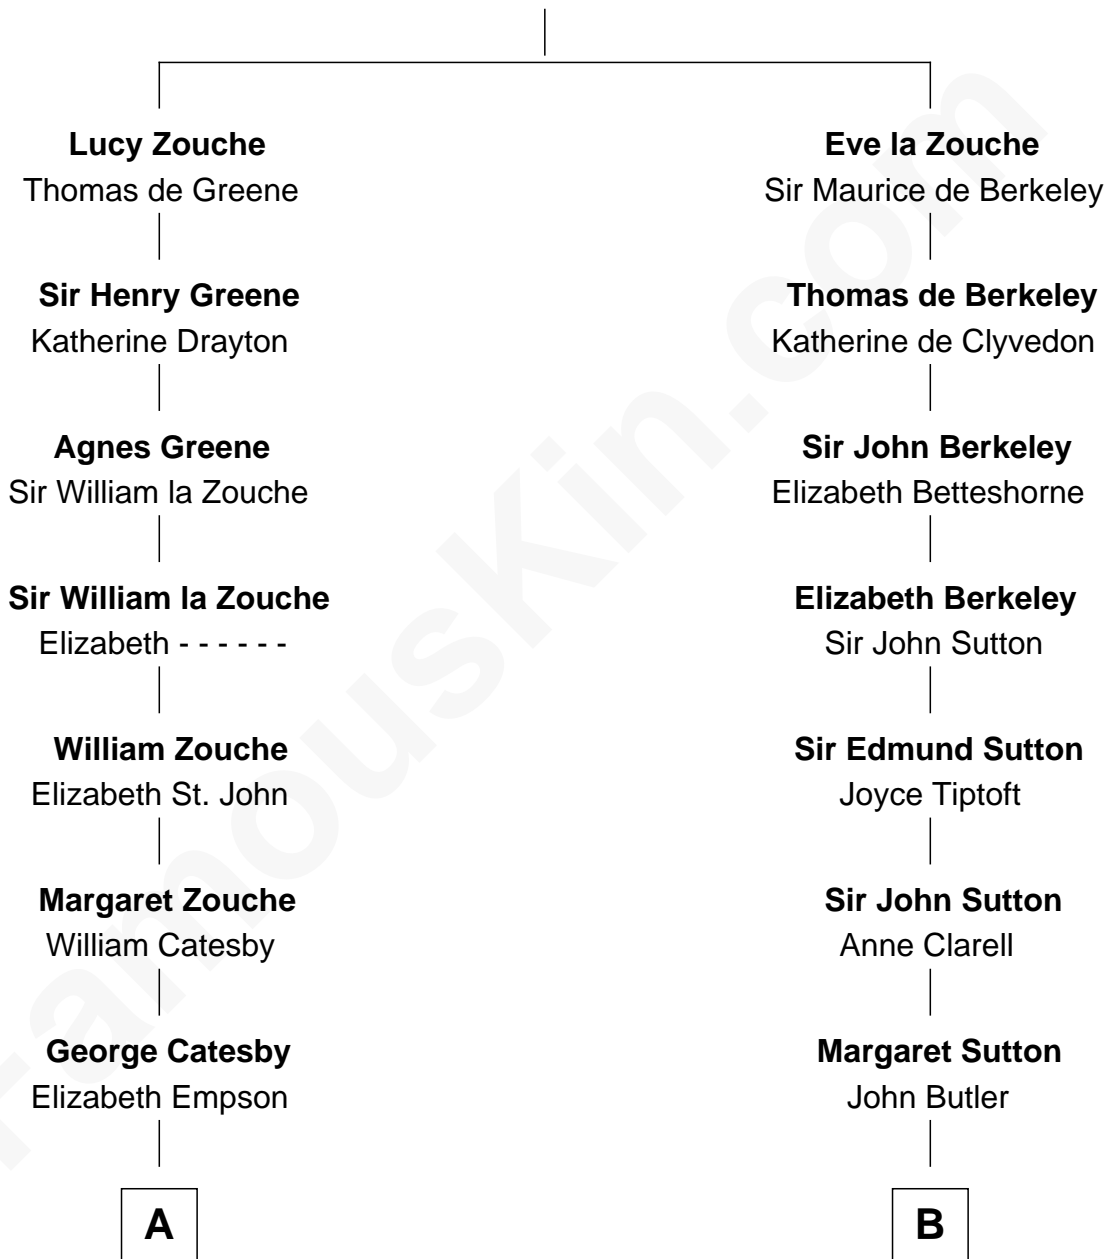 Lucy Zouche
Thomas de Greene
Sir Henry Greene
Katherine Drayton
Agnes Greene
Sir William la Zouche
Sir William la Zouche
Elizabeth - - - - - -
William Zouche
Elizabeth St. John
Margaret Zouche
William Catesby
George Catesby
Elizabeth Empson
A
Eve la Zouche
Sir Maurice de Berkeley
Thomas de Berkeley
Katherine de Clyvedon
Sir John Berkeley
Elizabeth Betteshorne
Elizabeth Berkeley
Sir John Sutton
Sir Edmund Sutton
Joyce Tiptoft
Sir John Sutton
Anne Clarell
Margaret Sutton
John Butler
B
FamousKin.com